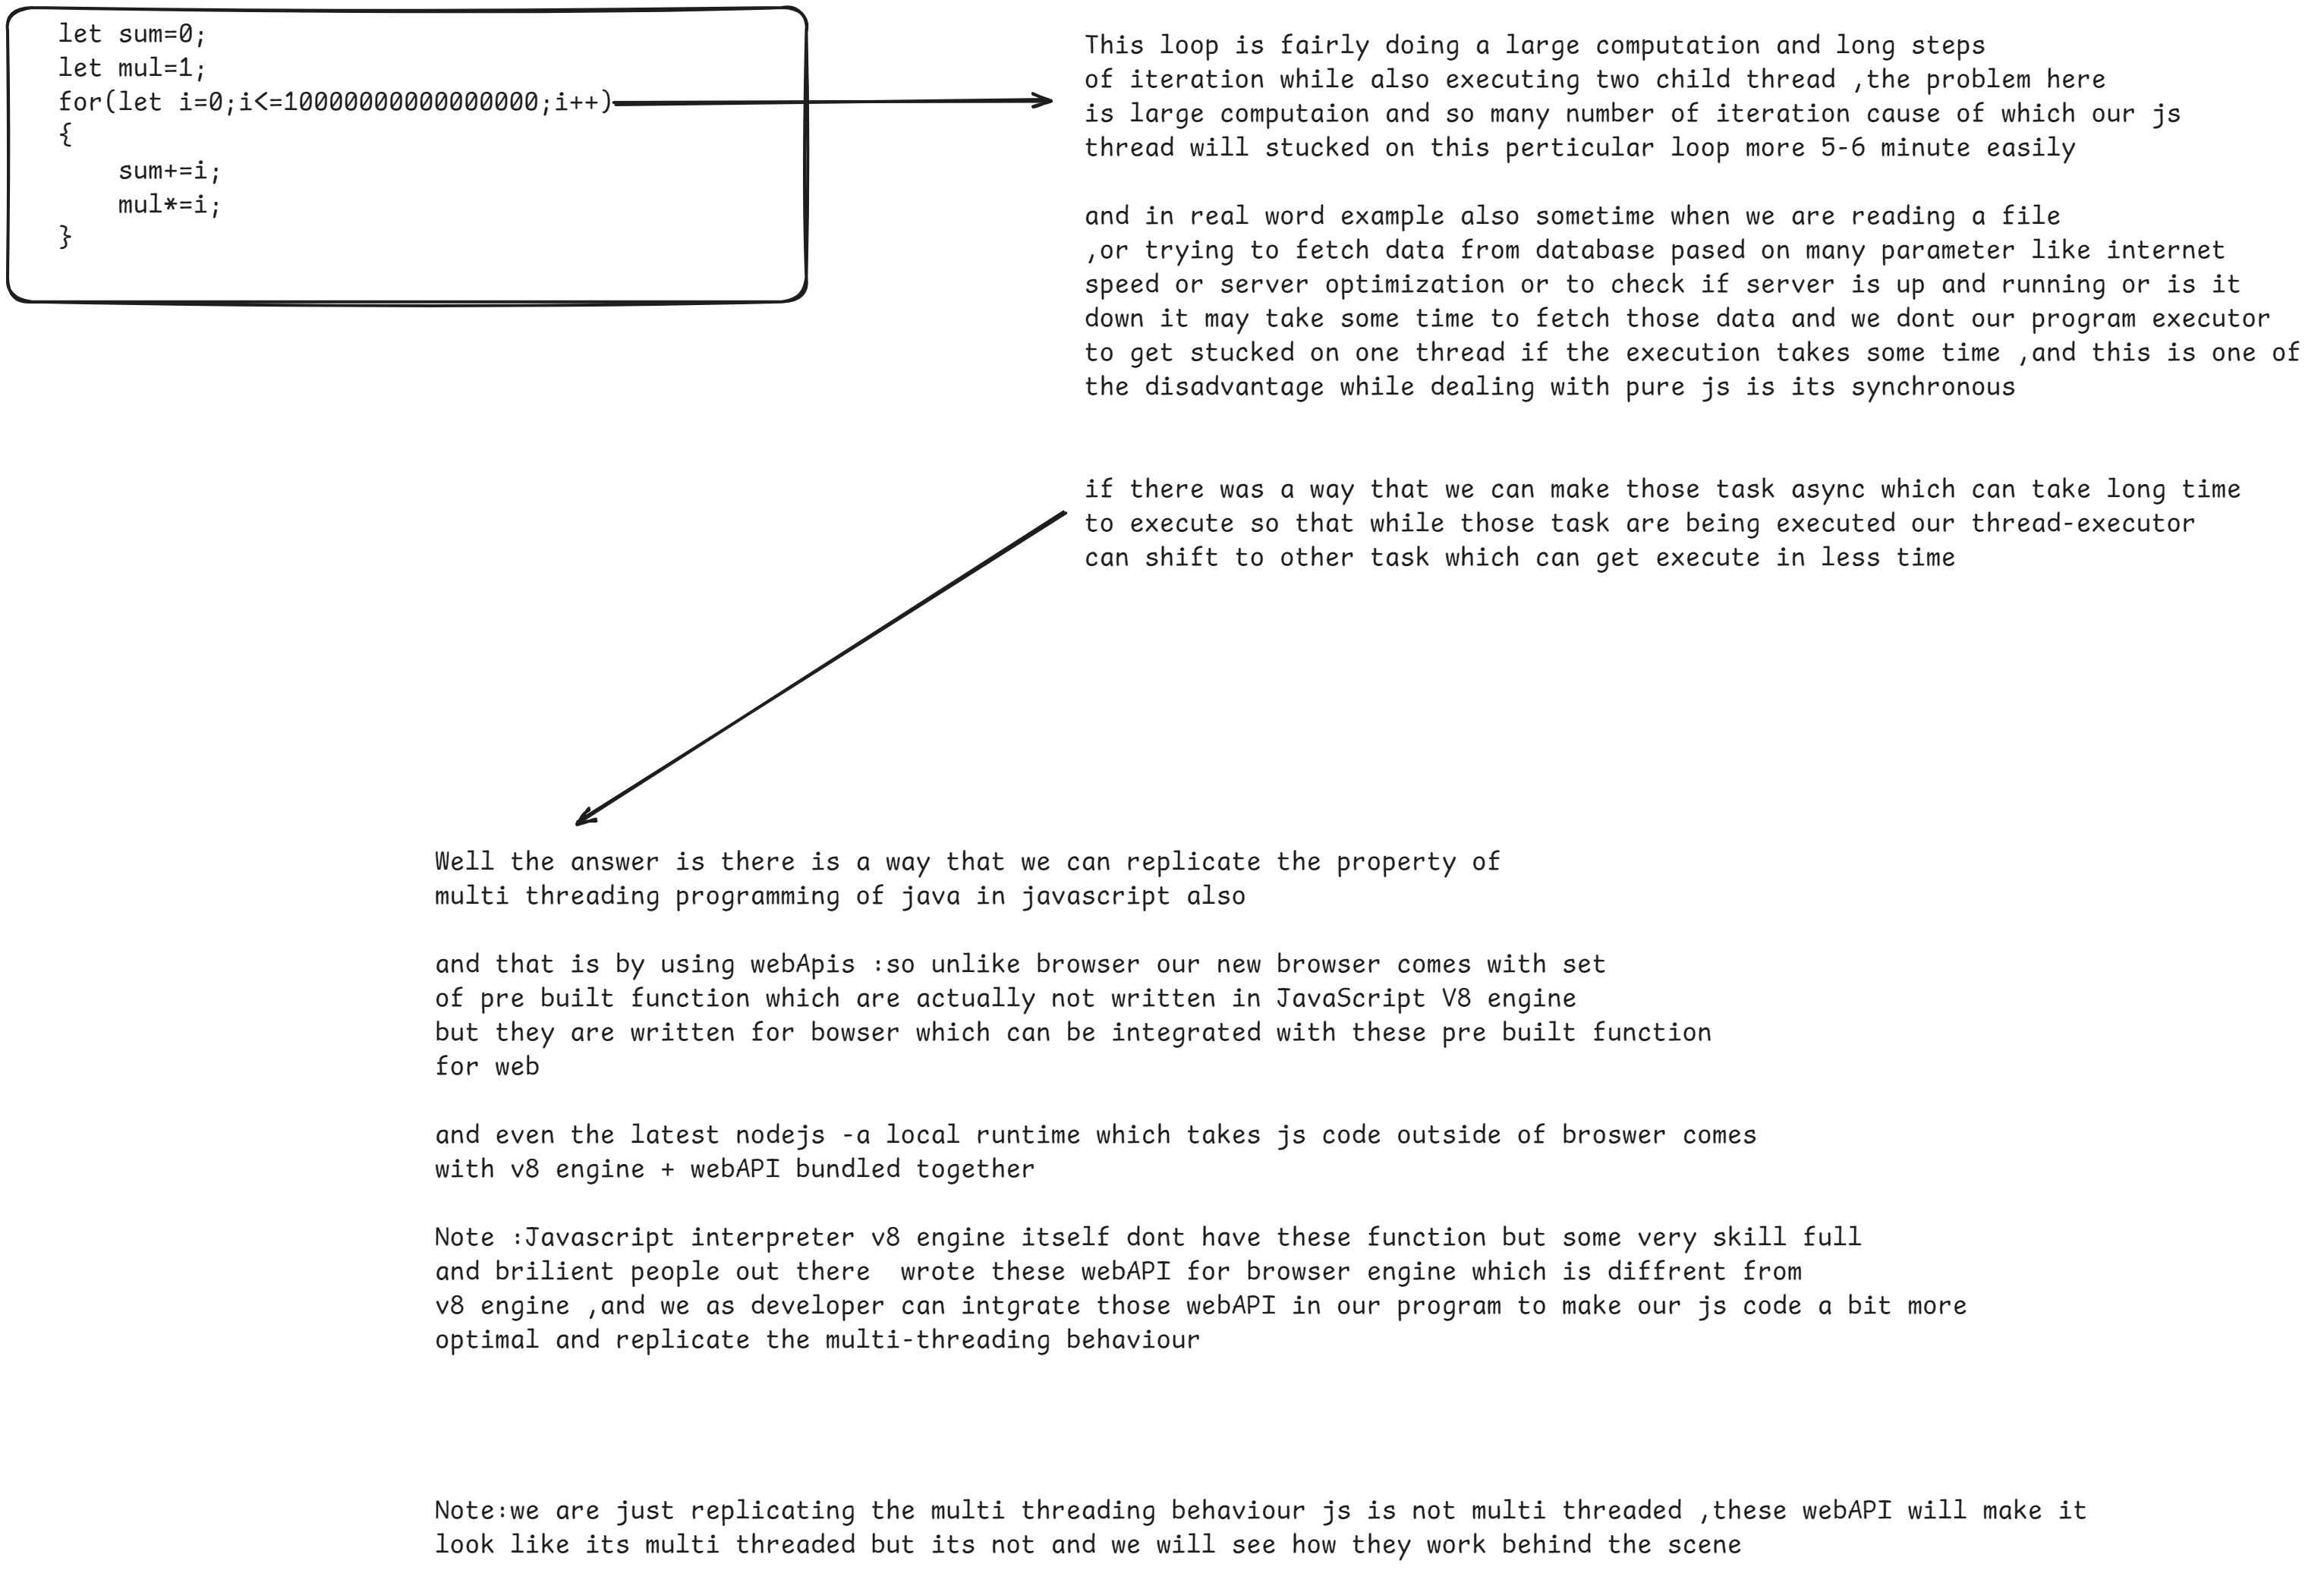 let sum=0;
let mul=1;
for(let i=0;i<=10000000000000000;i++)
{
sum+=i;
mul*=i;
}
This loop is fairly doing a large computation and long steps
of iteration while also executing two child thread ,the problem here
is large computaion and so many number of iteration cause of which our js
thread will stucked on this perticular loop more 5-6 minute easily
and in real word example also sometime when we are reading a file
,or trying to fetch data from database pased on many parameter like internet
speed or server optimization or to check if server is up and running or is it
down it may take some time to fetch those data and we dont our program executor
to get stucked on one thread if the execution takes some time ,and this is one of
the disadvantage while dealing with pure js is its synchronous
if there was a way that we can make those task async which can take long time
to execute so that while those task are being executed our thread-executor
can shift to other task which can get execute in less time
Well the answer is there is a way that we can replicate the property of
multi threading programming of java in javascript also
and that is by using webApis :so unlike browser our new browser comes with set
of pre built function which are actually not written in JavaScript V8 engine
but they are written for bowser which can be integrated with these pre built function
for web
and even the latest nodejs -a local runtime which takes js code outside of broswer comes
with v8 engine + webAPI bundled together
Note :Javascript interpreter v8 engine itself dont have these function but some very skill full
and brilient people out there  wrote these webAPI for browser engine which is diffrent from
v8 engine ,and we as developer can intgrate those webAPI in our program to make our js code a bit more
optimal and replicate the multi-threading behaviour
Note:we are just replicating the multi threading behaviour js is not multi threaded ,these webAPI will make it
look like its multi threaded but its not and we will see how they work behind the scene